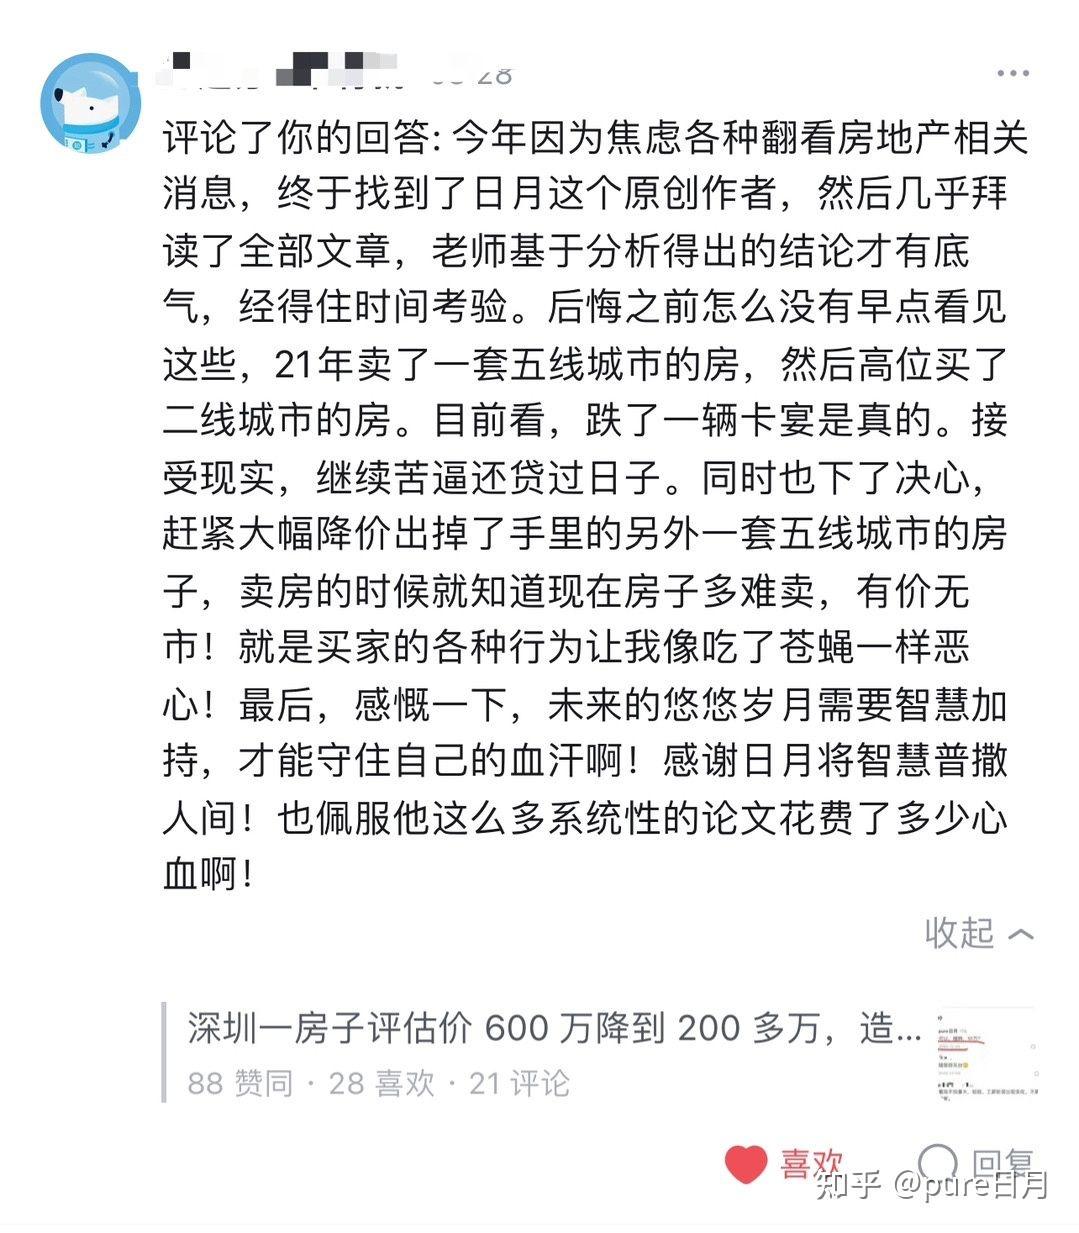 28
评论了你的回答: 今年因为焦虑各种翻看房地产相关
消息，终于找到了日月这个原创作者，然后几乎拜
读了全部文章，老师基于分析得出的结论才有底
气，经得住时间考验。后悔之前怎么没有早点看见
这些，21年卖了一套五线城市的房，然后高位买了
二线城市的房。目前看，跌了一辆卡宴是真的。接
受现实，继续苦逼还贷过日子。同时也下了决心，
赶紧大幅降价出掉了手里的另外一套五线城市的房
子，卖房的时候就知道现在房子多难卖，有价无
市！就是买家的各种行为让我像吃了苍蝇一样恶
心！最后，感慨一下，未来的悠悠岁月需要智慧加
持，才能守住自己的血汗啊！感谢日月将智慧普撒
人间！也佩服他这么多系统性的论文花费了多少心
血啊！
收起
深圳一房子评估价 600 万降到 200 多万，造...
88 赞同 · 28 喜欢 · 21 评论
喜欢
回复
知乎 @pure日月